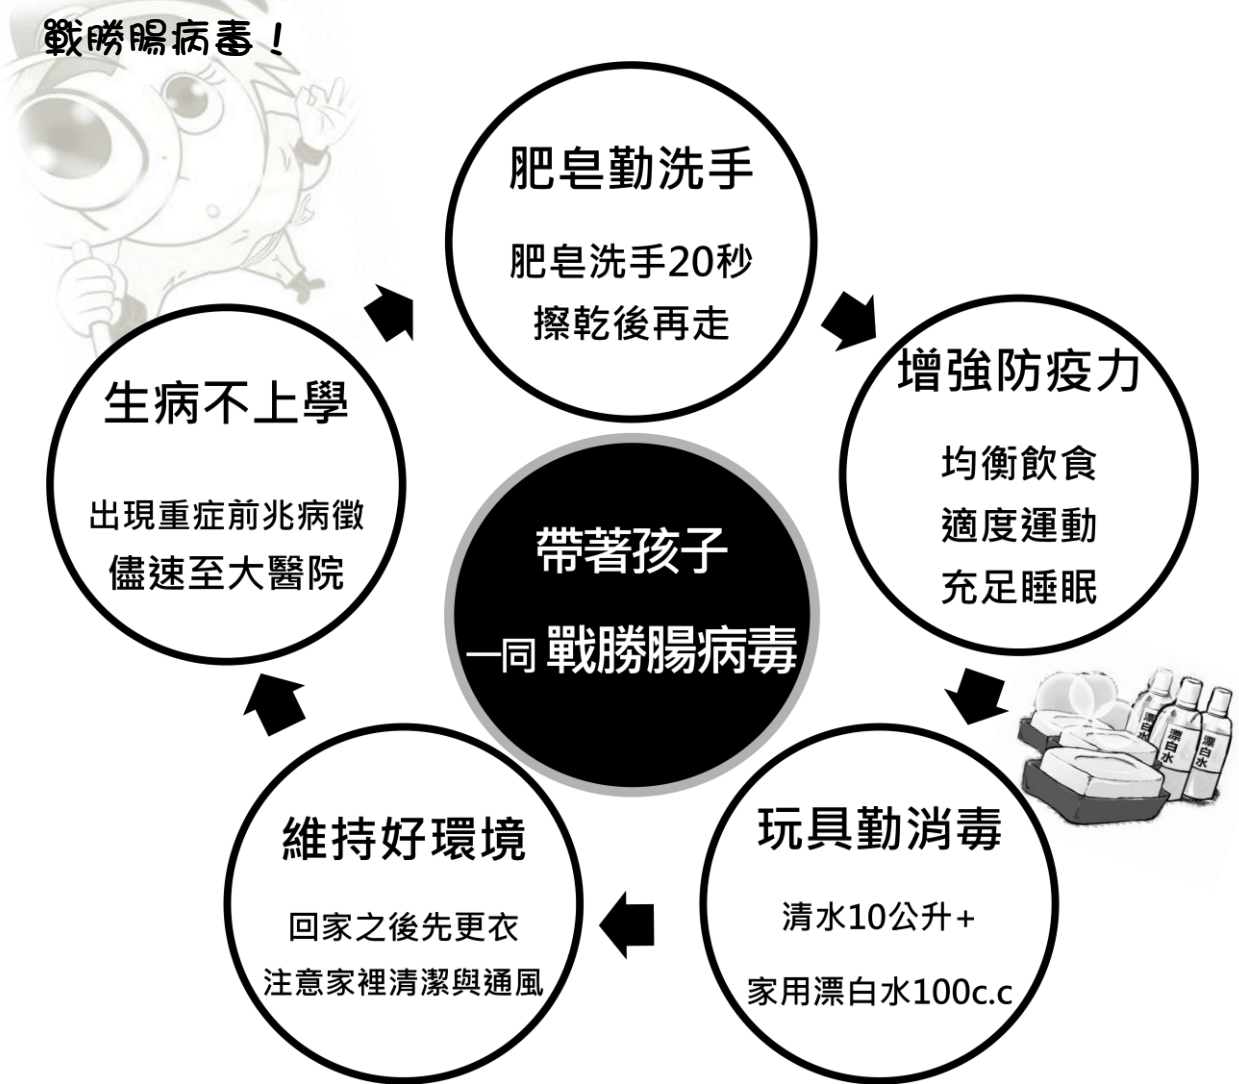 戰勝腸病毒！
肥皂勤洗手
肥皂洗手20秒
擦乾後再走
增強防疫力
均衡飲食
適度運動
充足睡眠
玩具勤消毒
清水10公升+
家用漂白水100c.c
維持好環境
回家之後先更衣
注意家裡清潔與通風
生病不上學
出現重症前兆病徵
儘速至大醫院
帶著孩子
一同 戰勝腸病毒
漂白水
漂白水
漂白水